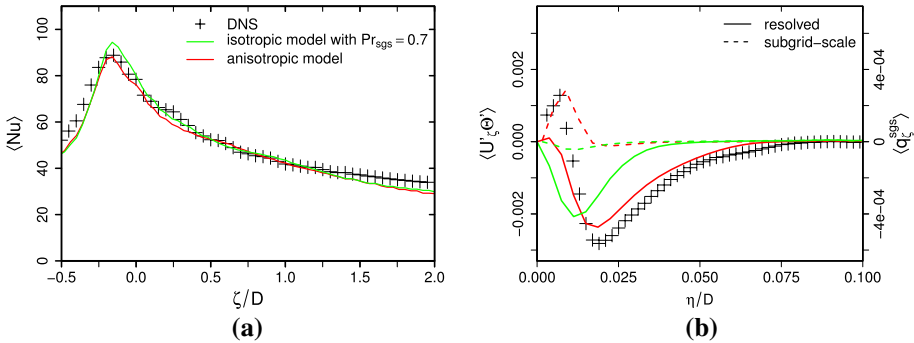 DNS
isotropic model with Pr_sgs = 0.7
anisotropic model
⟨Nu⟩
100
80
60
40
20
0
−0.5 0.0 0.5 1.0 1.5 2.0
ζ/D
(a)
resolved
subgrid−scale
⟨U'_ζ Θ'⟩
0.002
0.000
−0.002
4e−04
0
−4e−04
⟨q_ζ^sgs⟩
0.000 0.025 0.050 0.075 0.100
η/D
(b)